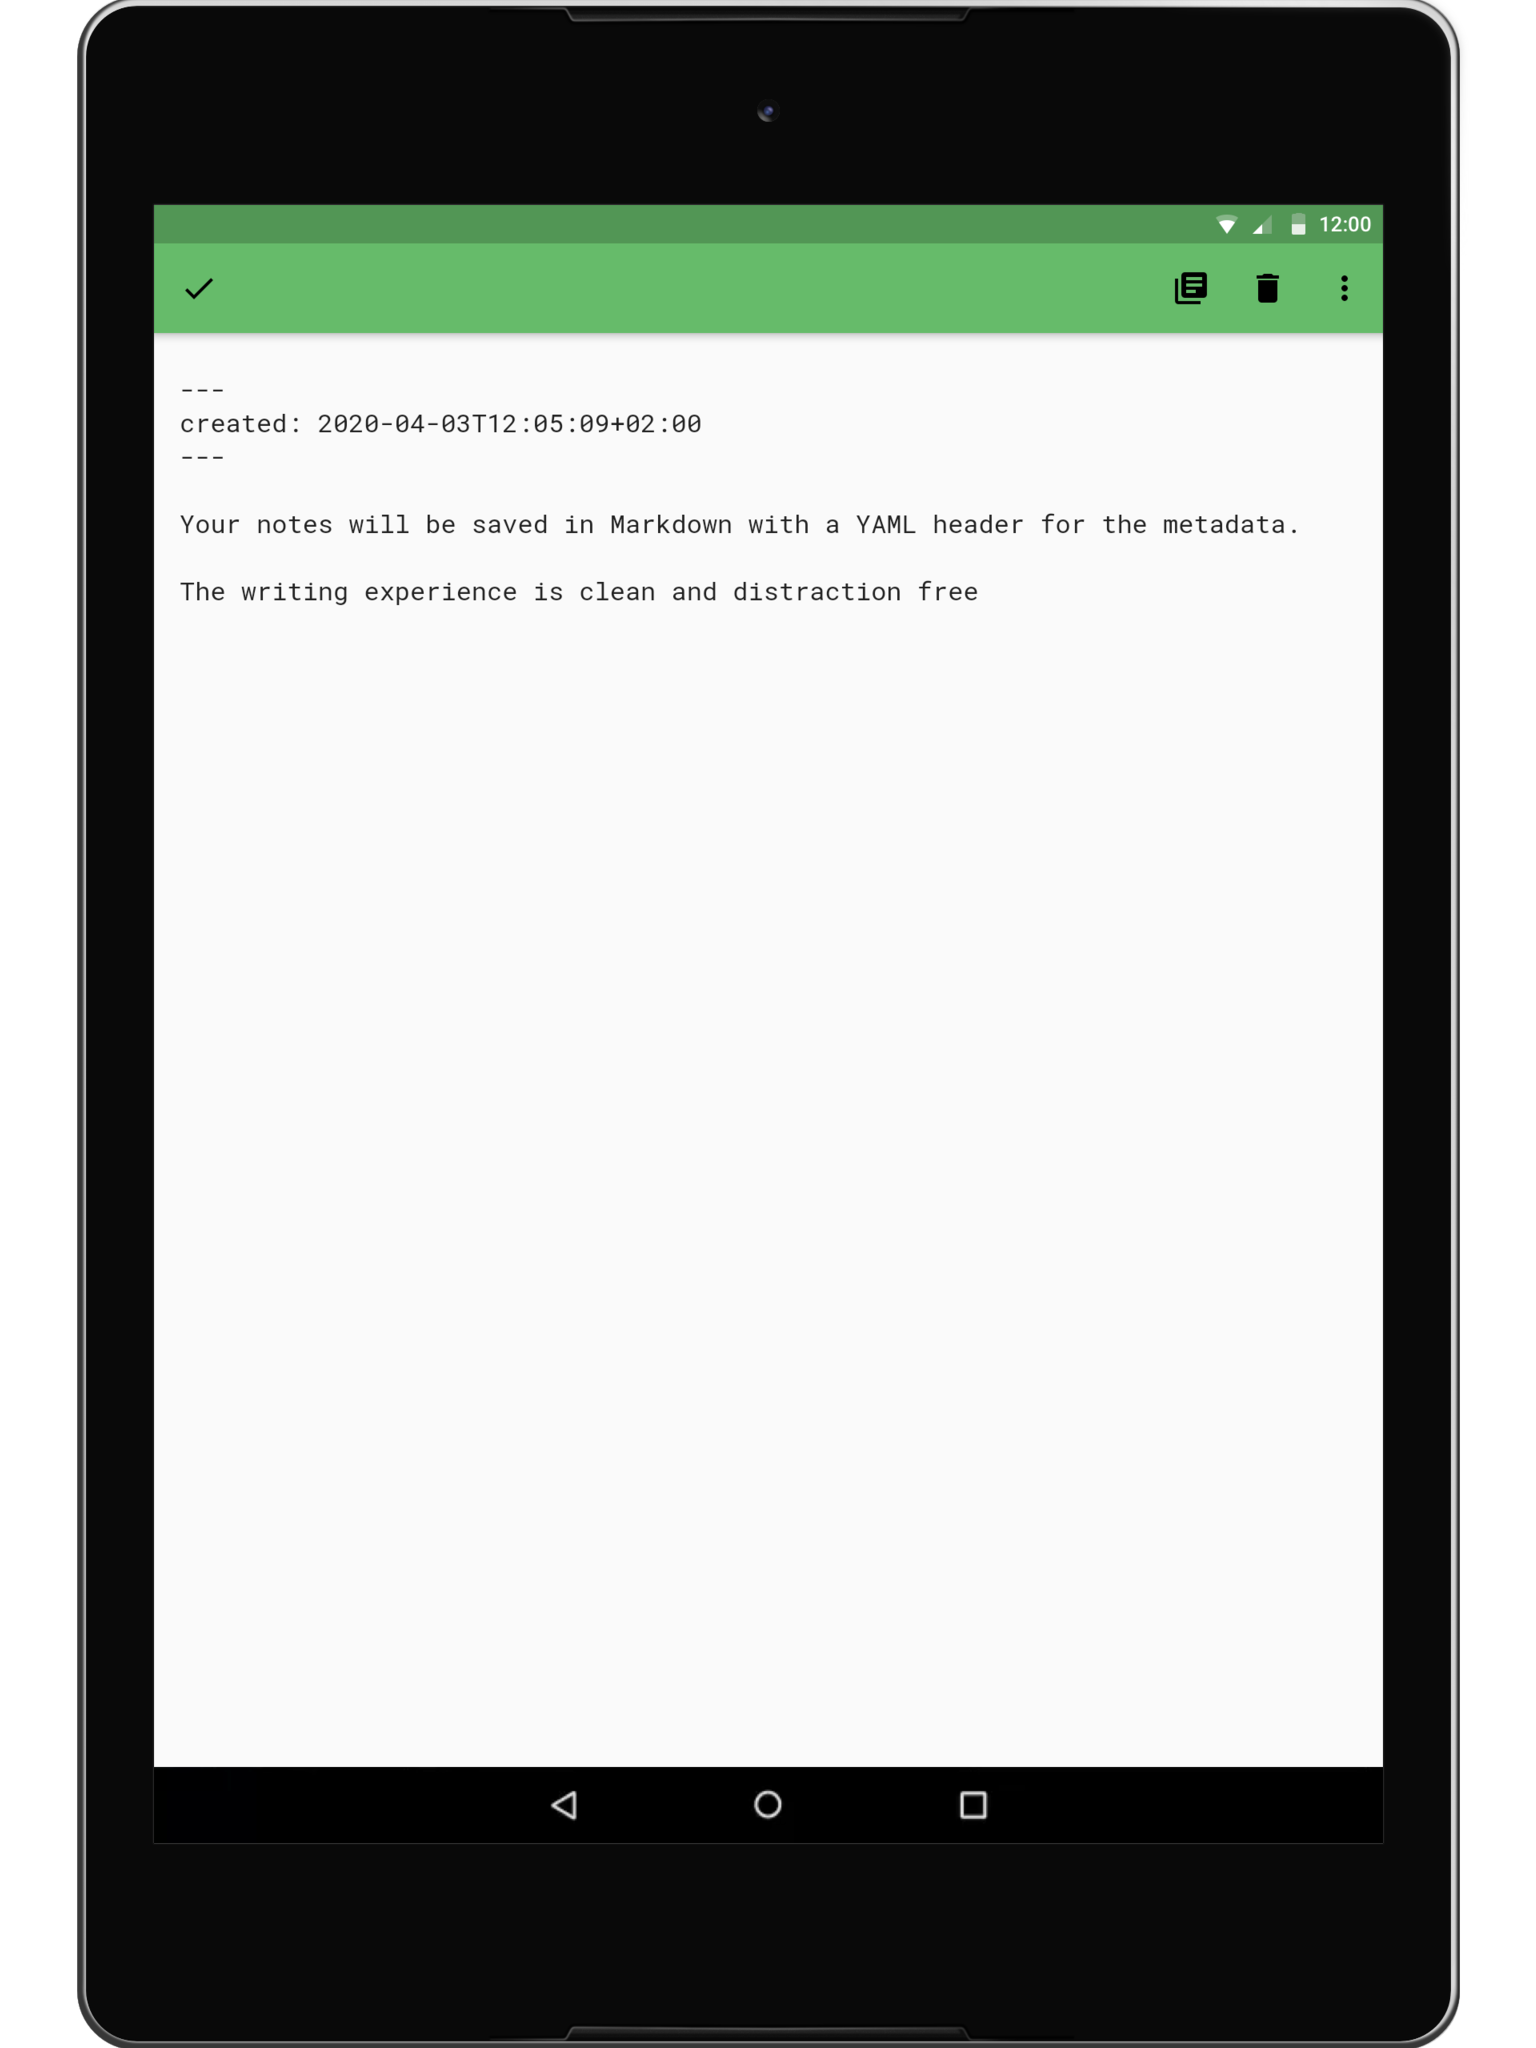 12:00
---
created: 2020-04-03T12:05:09+02:00
---
Your notes will be saved in Markdown with a YAML header for the metadata.
The writing experience is clean and distraction free